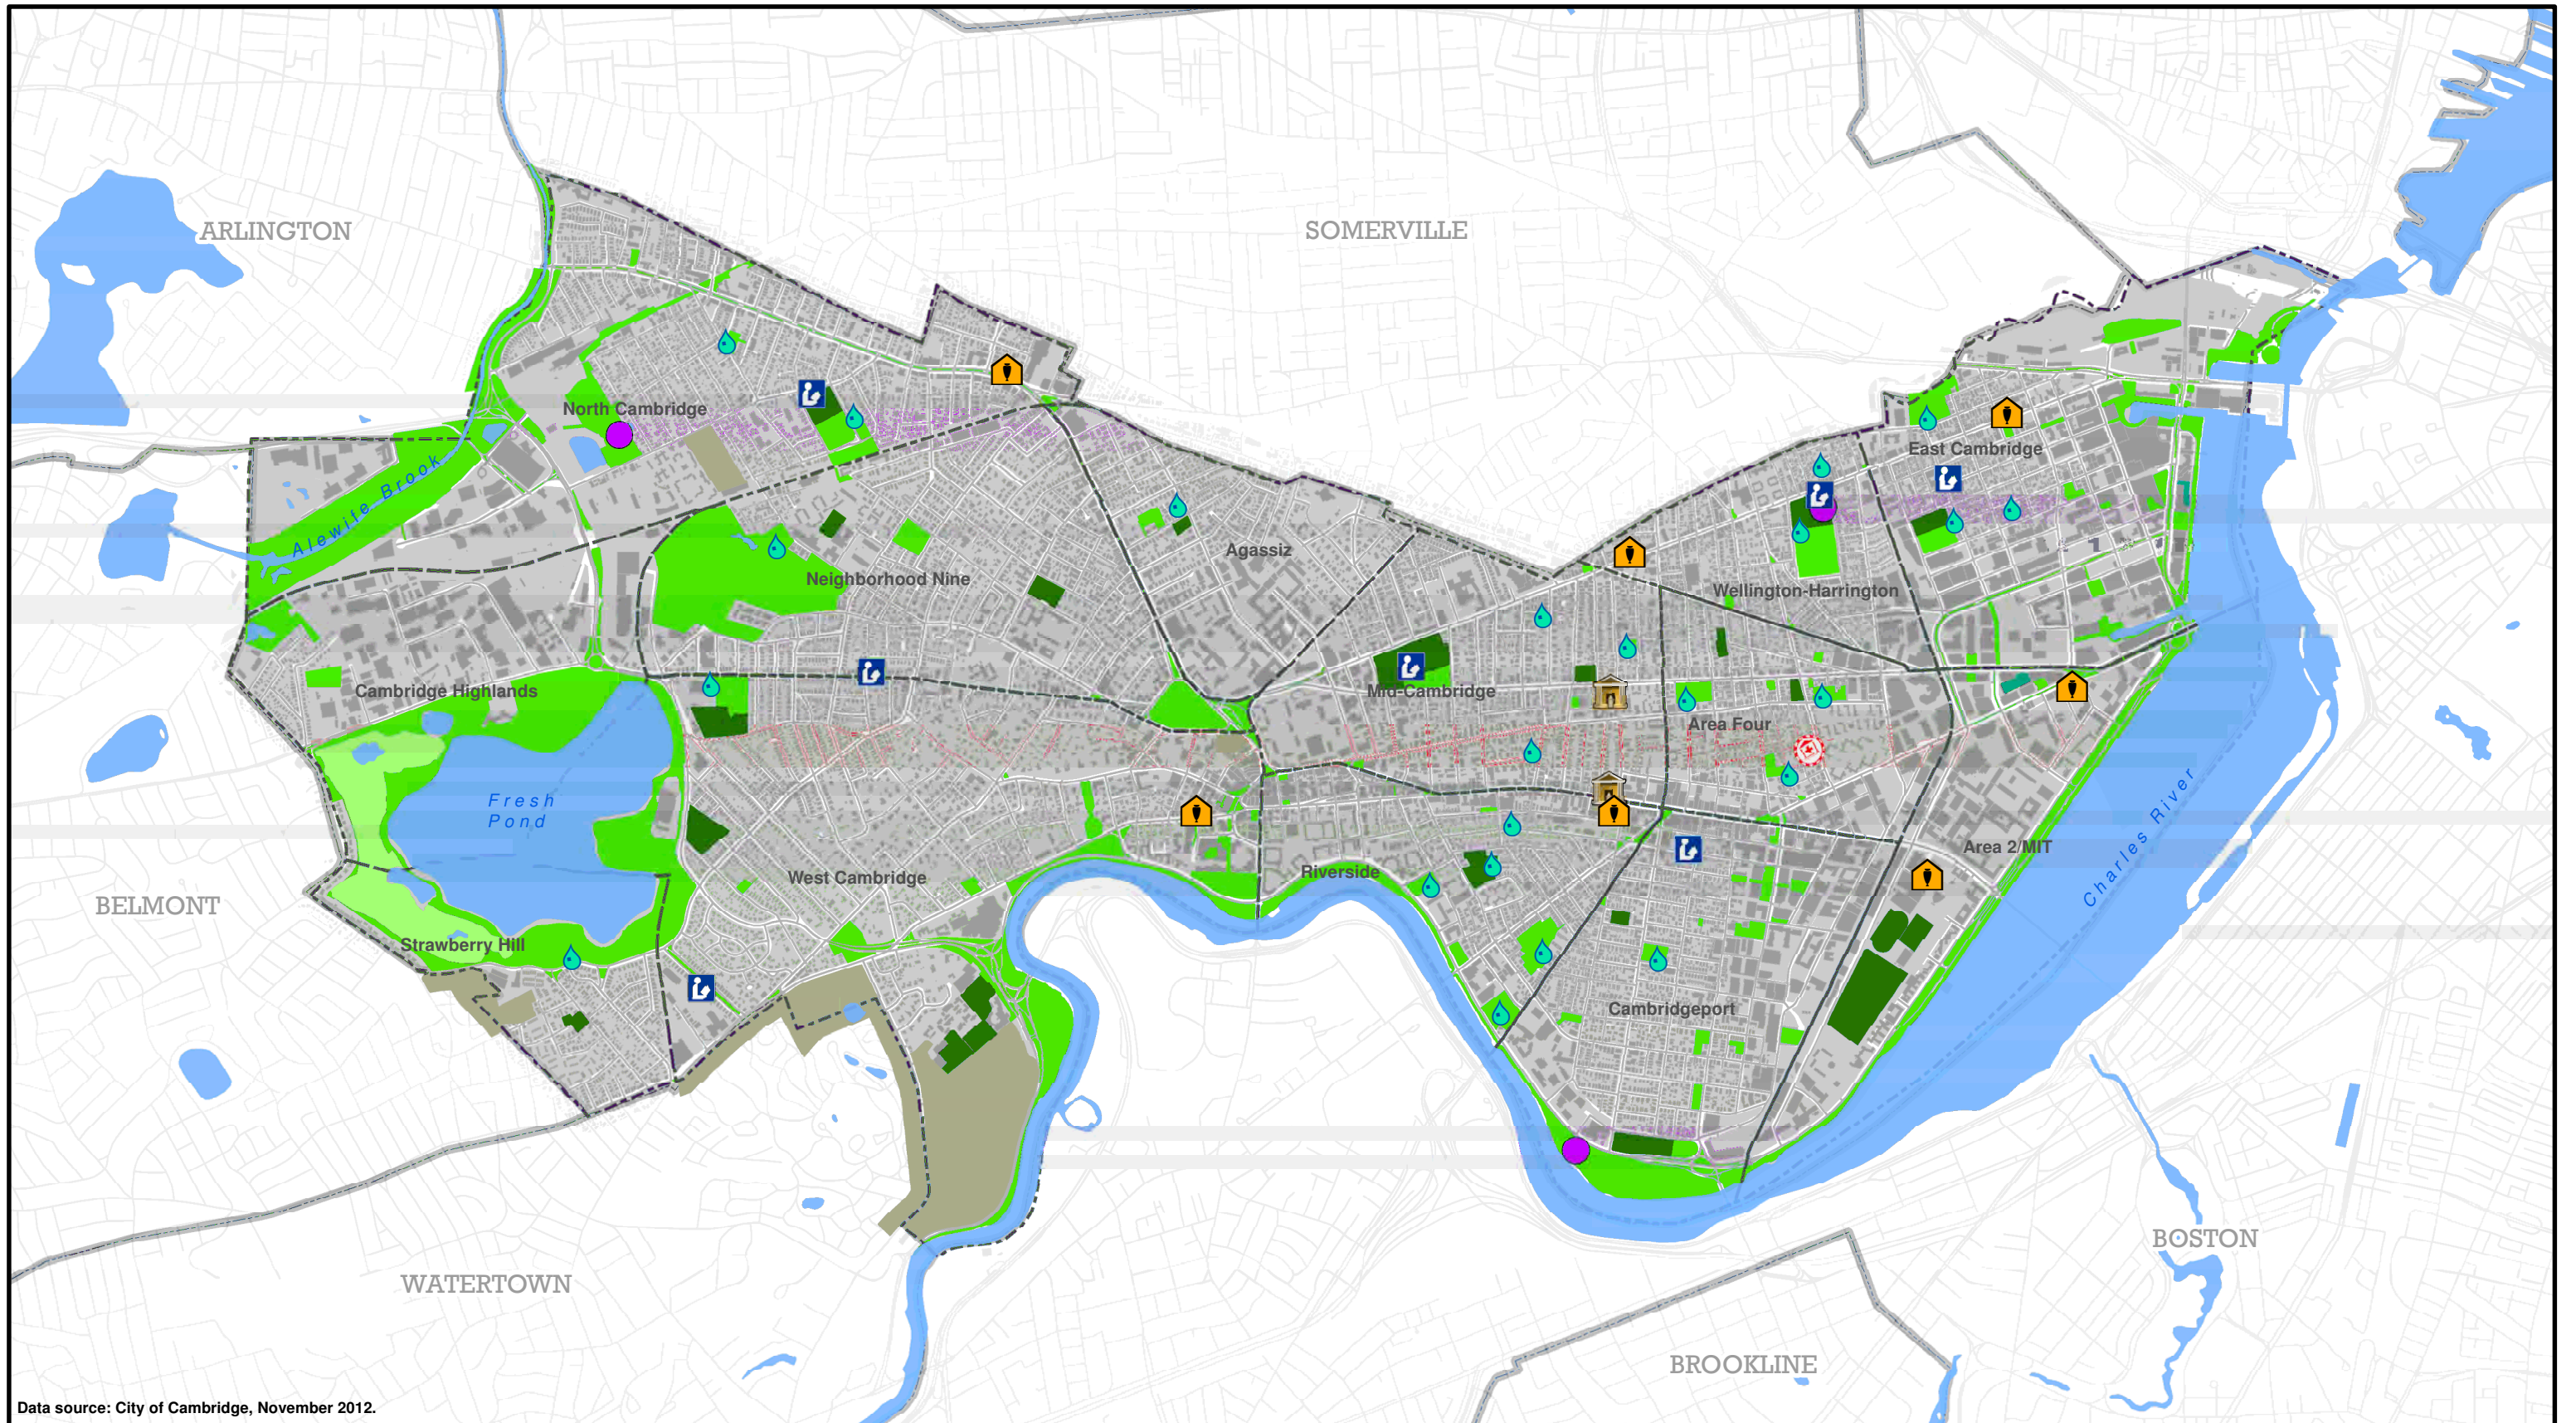 ARLINGTON
SOMERVILLE
North Cambridge
East Cambridge
Alewife Brook
Agassiz
Neighborhood Nine
Wellington-Harrington
Cambridge Highlands
Mid-Cambridge
Area Four
Fresh
Pond
Charles River
Area 2/MIT
Riverside
West Cambridge
BELMONT
Strawberry Hill
Cambridgeport
BOSTON
WATERTOWN
BROOKLINE
Data source: City of Cambridge, November 2012.